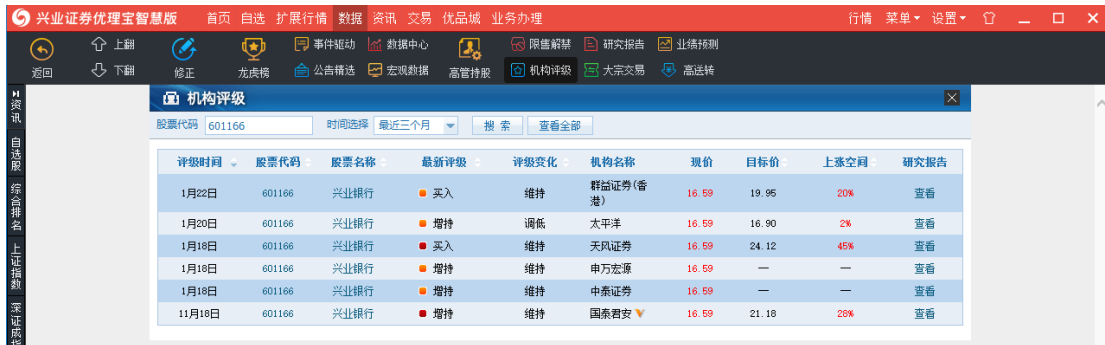 兴业证券优理宝智慧版 首页 自选 扩展行情 数据 资讯 交易 优品城 业务办理 行情 菜单 设置
上翻 事件驱动 数据中心 限售解禁 研究报告 业绩预测
返回 下翻 修正 龙虎榜 公告精选 宏观数据 高管持股 机构评级 大宗交易 高送转
资讯
自选股
综合排名
上证指数
深证成指
机构评级
股票代码 601166 时间选择 最近三个月 搜 索 查看全部
评级时间 股票代码 股票名称 最新评级 评级变化 机构名称 现价 目标价 上涨空间 研究报告
1月22日 601166 兴业银行 买入 维持 群益证券(香港) 16.59 19.95 20% 查看
1月20日 601166 兴业银行 增持 调低 太平洋 16.59 16.90 2% 查看
1月18日 601166 兴业银行 买入 维持 天风证券 16.59 24.12 45% 查看
1月18日 601166 兴业银行 增持 维持 申万宏源 16.59 — — 查看
1月18日 601166 兴业银行 增持 维持 中泰证券 16.59 — — 查看
11月18日 601166 兴业银行 增持 维持 国泰君安 16.59 21.18 28% 查看